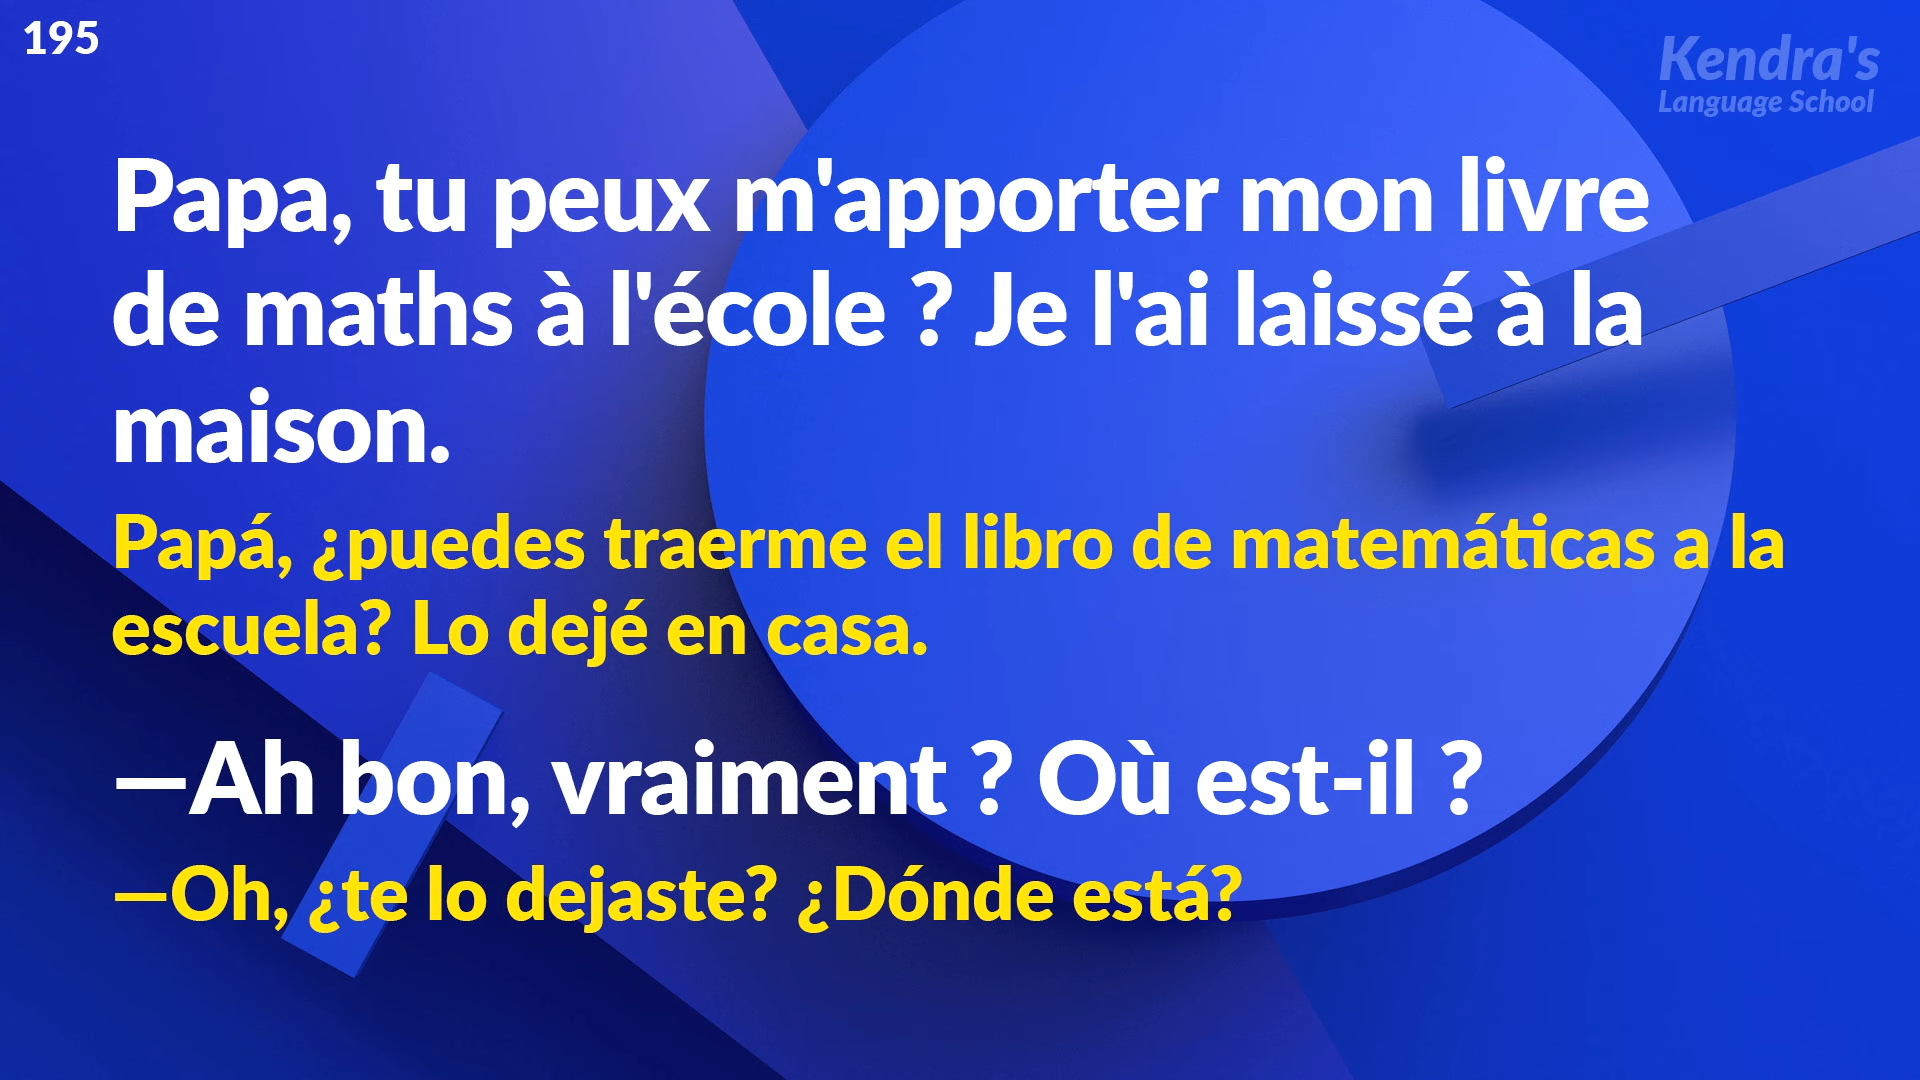 195
Kendra's
Language School
Papa, tu peux m'apporter mon livre
de maths à l'école ? Je l'ai laissé à la
maison.
Papá, ¿puedes traerme el libro de matemáticas a la
escuela? Lo dejé en casa.
—Ah bon, vraiment ? Où est-il ?
—Oh, ¿te lo dejaste? ¿Dónde está?